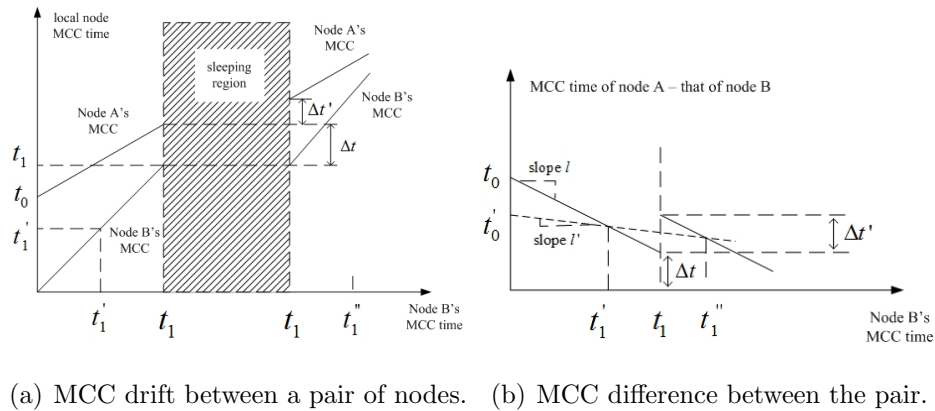 local node
MCC time
Node A's
MCC
sleeping
region
Δt'
Node B's
MCC
Node A's
MCC
Δt
t₁
t₀
t₁'
Node B's
MCC
t₁'
t₁
t₁
t₁''
Node B's
MCC time
(a) MCC drift between a pair of nodes.
MCC time of node A – that of node B
t₀
slope l
t₀'
slope l'
Δt'
Δt
t₁'
t₁
t₁''
Node B's
MCC time
(b) MCC difference between the pair.